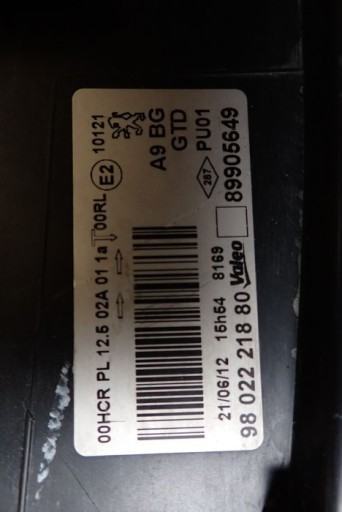 00HCR PL 12.5 02A 01 1a 00RL E2 10121
A9 BG
GTD
21/06/12 15h54 8169 287 PU01
98 022 218 80 Valeo 89905649